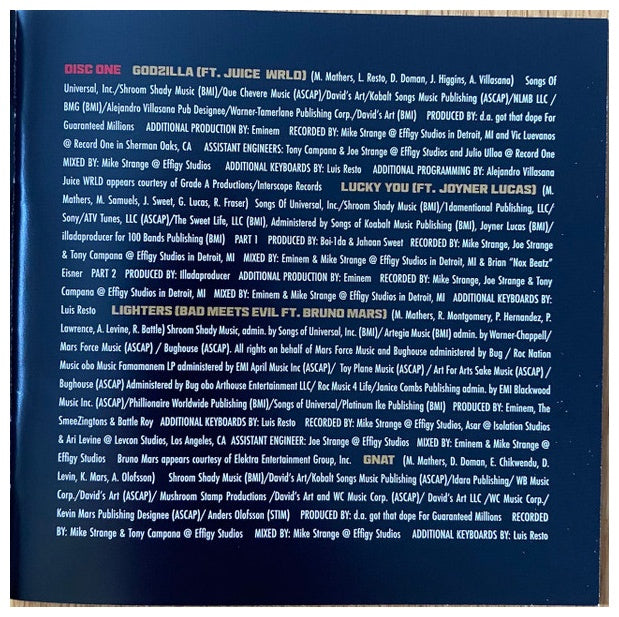 DISC ONE GODZILLA (FT. JUICE WRLD) (M. Mathers, L. Resto, D. Doman, J. Higgins, A. Villasana) Songs Of
Universal, Inc./Shroom Shady Music (BMI)/Que Chevere Music (ASCAP)/David's Art/Kobalt Songs Music Publishing (ASCAP)/NLMB LLC /
BMG (BMI)/Alejandro Villasana Pub Designee/Warner-Tamerlane Publishing Corp./David's Art (BMI) PRODUCED BY: d.a. got that dope For
Guaranteed Millions ADDITIONAL PRODUCTION BY: Eminem RECORDED BY: Mike Strange @ Effigy Studios in Detroit, MI and Vic Luevanos
@ Record One in Sherman Oaks, CA ASSISTANT ENGINEERS: Tony Campana & Joe Strange @ Effigy Studios and Julio Ulloa @ Record One
MIXED BY: Mike Strange @ Effigy Studios ADDITIONAL KEYBOARDS BY: Luis Resto ADDITIONAL PROGRAMMING BY: Alejandro Villasana
Juice WRLD appears courtesy of Grade A Productions/Interscope Records LUCKY YOU (FT. JOYNER LUCAS) (M.
Mathers, M. Samuels, J. Sweet, G. Lucas, R. Fraser) Songs Of Universal, Inc./Shroom Shady Music (BMI)/1damentional Publishing, LLC/
Sony/ATV Tunes, LLC (ASCAP)/The Sweet Life, LLC (BMI), Administered by Songs of Koabalt Music Publishing (BMI), Joyner Lucas (BMI)/
illadaproducer for 100 Bands Publishing (BMI) PART 1 PRODUCED BY: Boi-1da & Jahaan Sweet RECORDED BY: Mike Strange, Joe Strange
& Tony Campana @ Effigy Studios in Detroit, MI MIXED BY: Eminem & Mike Strange @ Effigy Studios in Detroit, MI & Brian "Nox Beatz"
Eisner PART 2 PRODUCED BY: Illadaproducer ADDITIONAL PRODUCTION BY: Eminem RECORDED BY: Mike Strange, Joe Strange & Tony
Campana @ Effigy Studios in Detroit, MI MIXED BY: Eminem & Mike Strange @ Effigy Studios in Detroit, MI ADDITIONAL KEYBOARDS BY:
Luis Resto LIGHTERS (BAD MEETS EVIL FT. BRUNO MARS) (M. Mathers, R. Montgomery, P. Hernandez, P.
Lawrence, A. Levine, R. Battle) Shroom Shady Music, admin. by Songs of Universal, Inc. (BMI)/ Artegia Music (BMI) admin. by Warner-Chappell/
Mars Force Music (ASCAP) / Bughouse (ASCAP). All rights on behalf of Mars Force Music and Bughouse administered by Bug / Roc Nation
Music obo Music Famamanem LP administered by EMI April Music Inc (ASCAP)/ Toy Plane Music (ASCAP) / Art For Arts Sake Music (ASCAP) /
Bughouse (ASCAP) Administered by Bug obo Arthouse Entertainment LLC/ Roc Music 4 Life/Janice Combs Publishing admin. by EMI Blackwood
Music Inc. (ASCAP)/Phillionaire Worldwide Publishing (BMI)/Songs of Universal/Platinum Ike Publishing (BMI) PRODUCED BY: Eminem, The
SmeeZingtons & Battle Roy ADDITIONAL KEYBOARDS BY: Luis Resto RECORDED BY: Mike Strange @ Effigy Studios, Asar @ Isolation Studios
& Ari Levine @ Levcon Studios, Los Angeles, CA ASSISTANT ENGINEER: Joe Strange @ Effigy Studios MIXED BY: Eminem & Mike Strange @
Effigy Studios Bruno Mars appears courtesy of Elektra Entertainment Group, Inc. GNAT (M. Mathers, D. Doman, E. Chikwendu, D.
Levin, K. Mars, A. Olofsson) Shroom Shady Music (BMI)/David's Art/Kobalt Songs Music Publishing (ASCAP)/Idara Publishing/ WB Music
Corp./David's Art (ASCAP)/ Mushroom Stamp Productions /David's Art and WC Music Corp. (ASCAP)/ David's Art LLC /WC Music Corp./
Kevin Mars Publishing Designee (ASCAP)/ Anders Olofsson (STIM) PRODUCED BY: d.a. got that dope For Guaranteed Millions RECORDED
BY: Mike Strange & Tony Campana @ Effigy Studios MIXED BY: Mike Strange @ Effigy Studios ADDITIONAL KEYBOARDS BY: Luis Resto